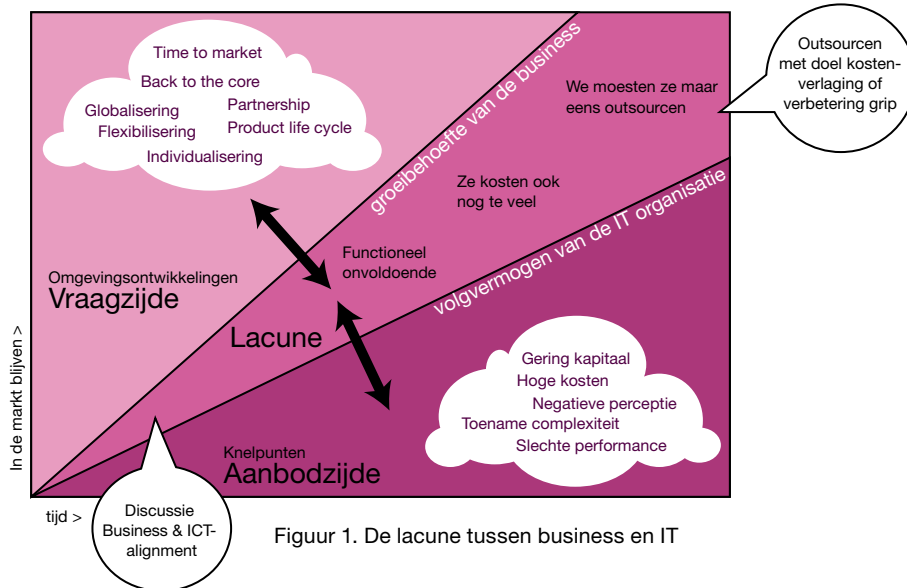 Time to market
Back to the core
Globalisering
Partnership
Flexibilisering
Product life cycle
Individualisering
groeibehoefte van de business
We moesten ze maar
eens outsourcen
Outsourcen
met doel kosten-
verlaging of
verbetering grip
Ze kosten ook
nog te veel
volgvermogen van de IT organisatie
Functioneel
onvoldoende
Omgevingsontwikkelingen
Vraagzijde
Lacune
In de markt blijven >
Gering kapitaal
Hoge kosten
Negatieve perceptie
Toename complexiteit
Slechte performance
Knelpunten
Aanbodzijde
tijd >
Discussie
Business & ICT-
alignment
Figuur 1. De lacune tussen business en IT